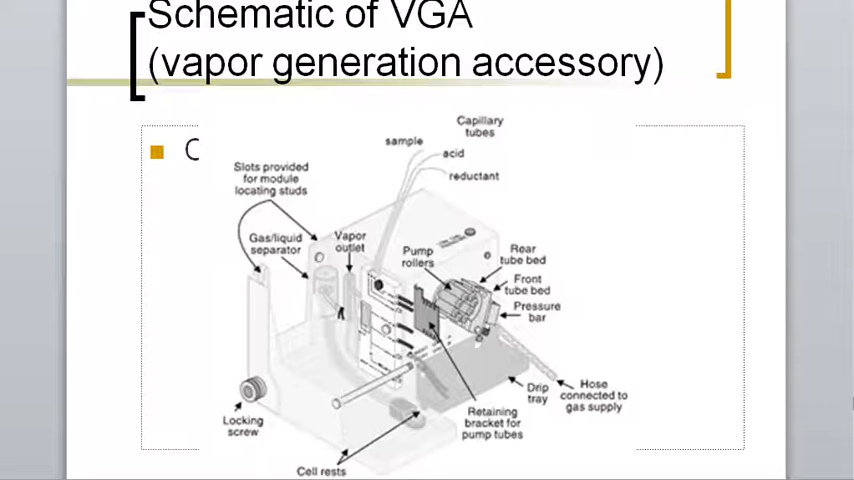 Schematic of VGA
(vapor generation accessory)
C
Capillary
tubes
sample
acid
reductant
Slots provided
for module
locating studs
Gas/liquid
separator
Vapor
outlet
Pump
rollers
Rear
tube bed
Front
tube bed
Pressure
bar
Locking
screw
Cell rests
Retaining
bracket for
pump tubes
Drip
tray
Hose
connected to
gas supply